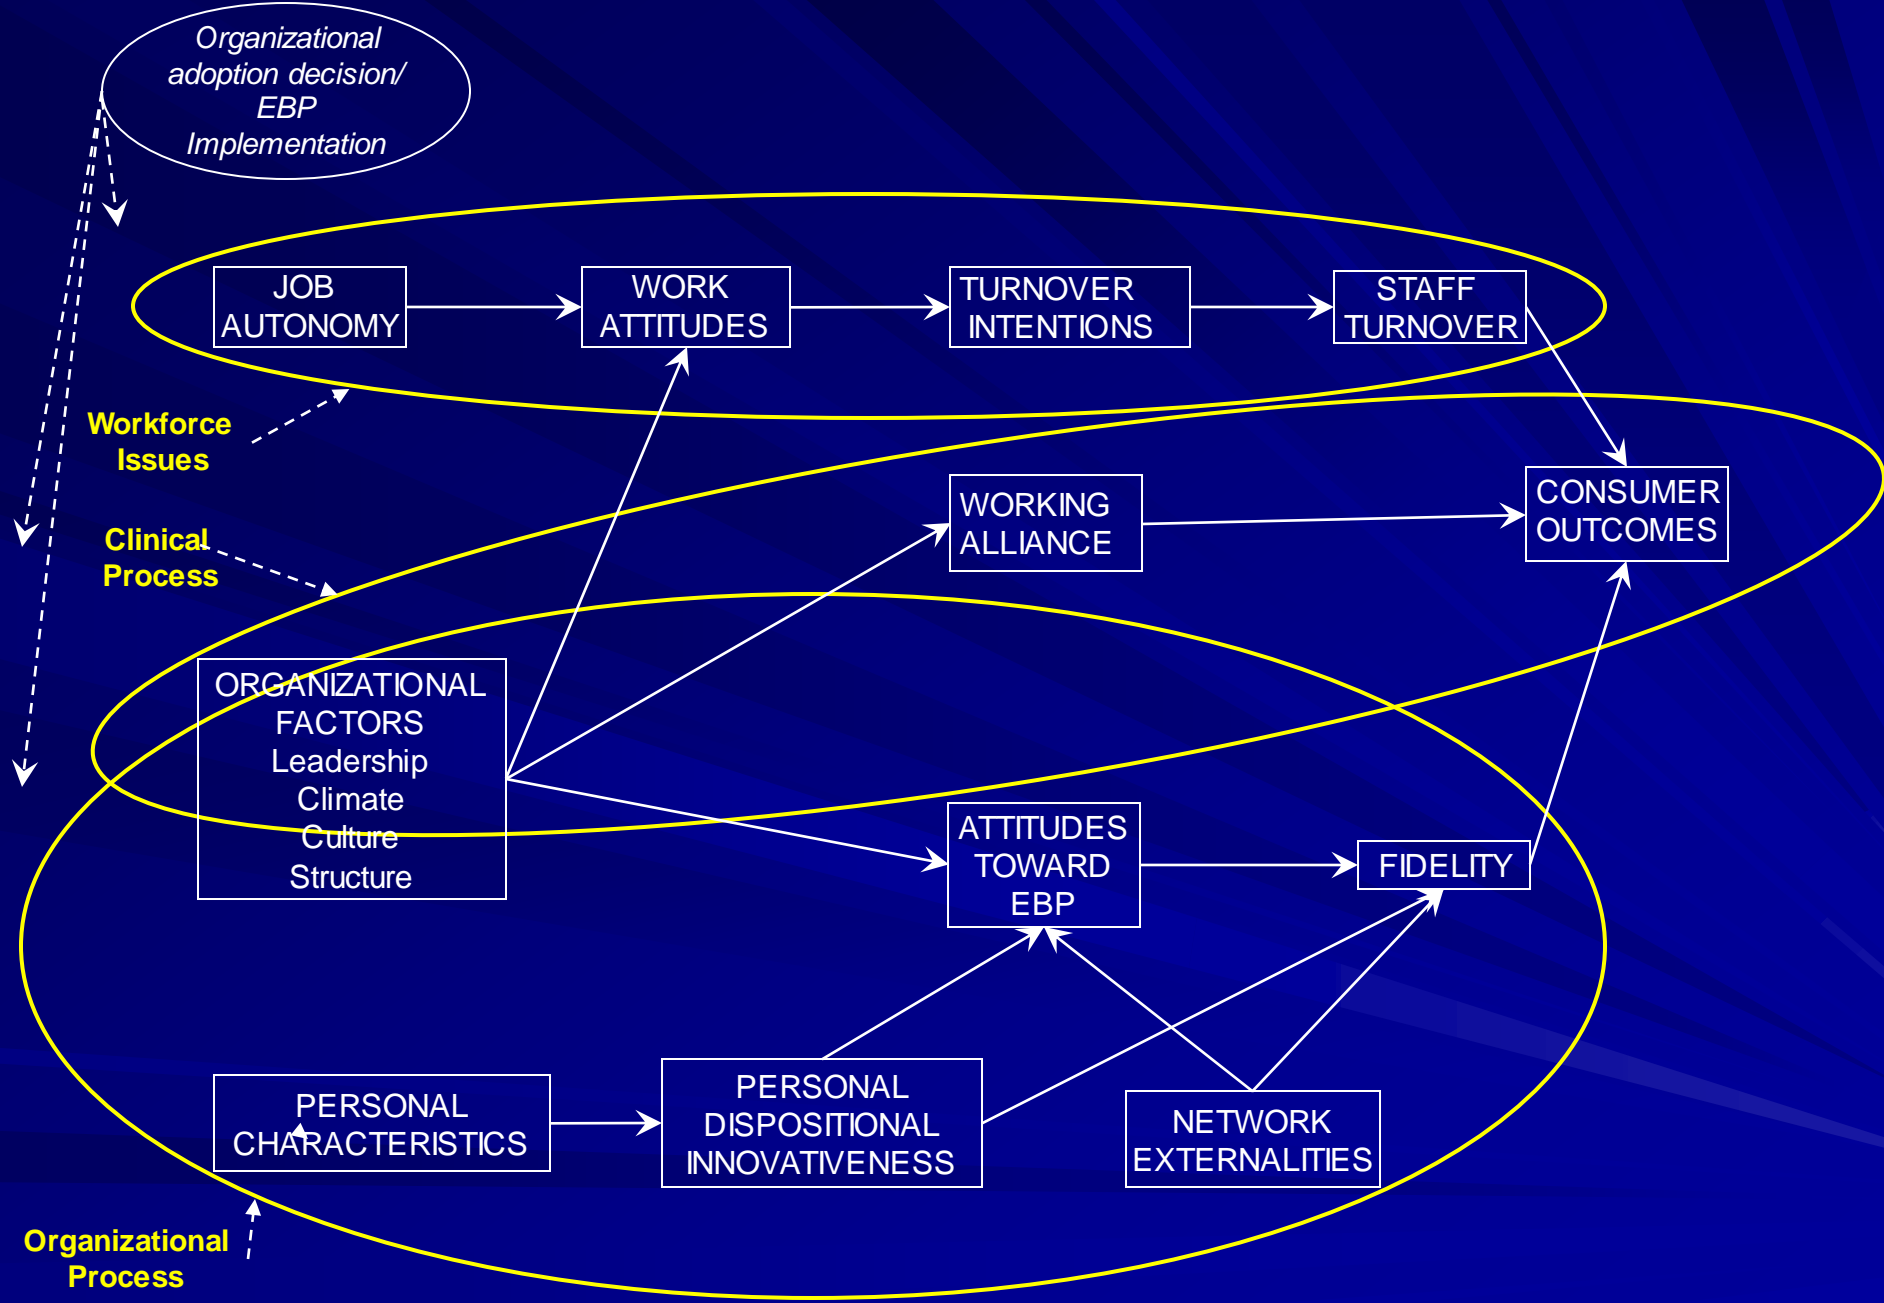 Organizational
adoption decision/
EBP
Implementation
JOB
AUTONOMY
WORK
ATTITUDES
TURNOVER
INTENTIONS
STAFF
TURNOVER
Workforce
Issues
WORKING
ALLIANCE
CONSUMER
OUTCOMES
Clinical
Process
ORGANIZATIONAL
FACTORS
Leadership
Climate
Culture
Structure
ATTITUDES
TOWARD
EBP
FIDELITY
PERSONAL
CHARACTERISTICS
PERSONAL
DISPOSITIONAL
INNOVATIVENESS
NETWORK
EXTERNALITIES
Organizational
Process